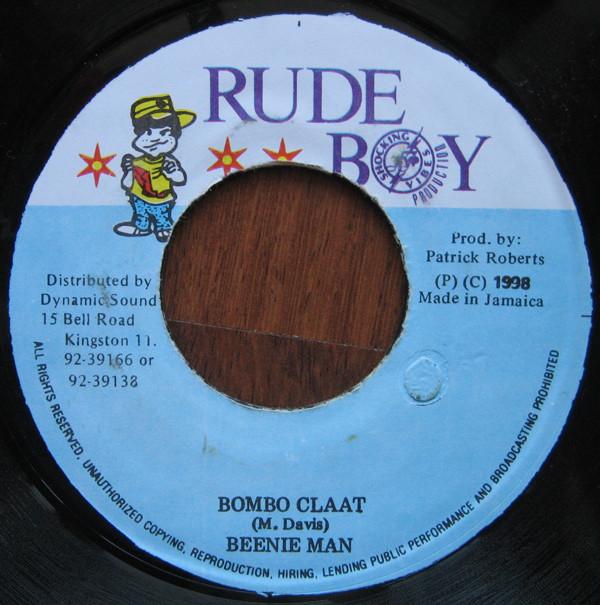 RUDE
BOY
SHOCKING VIBES
PRODUCTION
Prod. by:
Patrick Roberts
(P) (C) 1998
Made in Jamaica
Distributed by
Dynamic Sound
15 Bell Road
Kingston 11.
92-39166 or
92-39138
BOMBO CLAAT
(M. Davis)
BEENIE MAN
ALL RIGHTS RESERVED. UNAUTHORIZED COPYING, REPRODUCTION, HIRING, LENDING PUBLIC PERFORMANCE AND BROADCASTING PROHIBITED